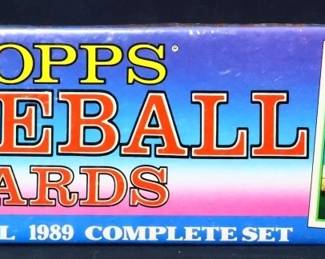 OPPS®
EBALL
ARDS
L 1989 COMPLETE SET